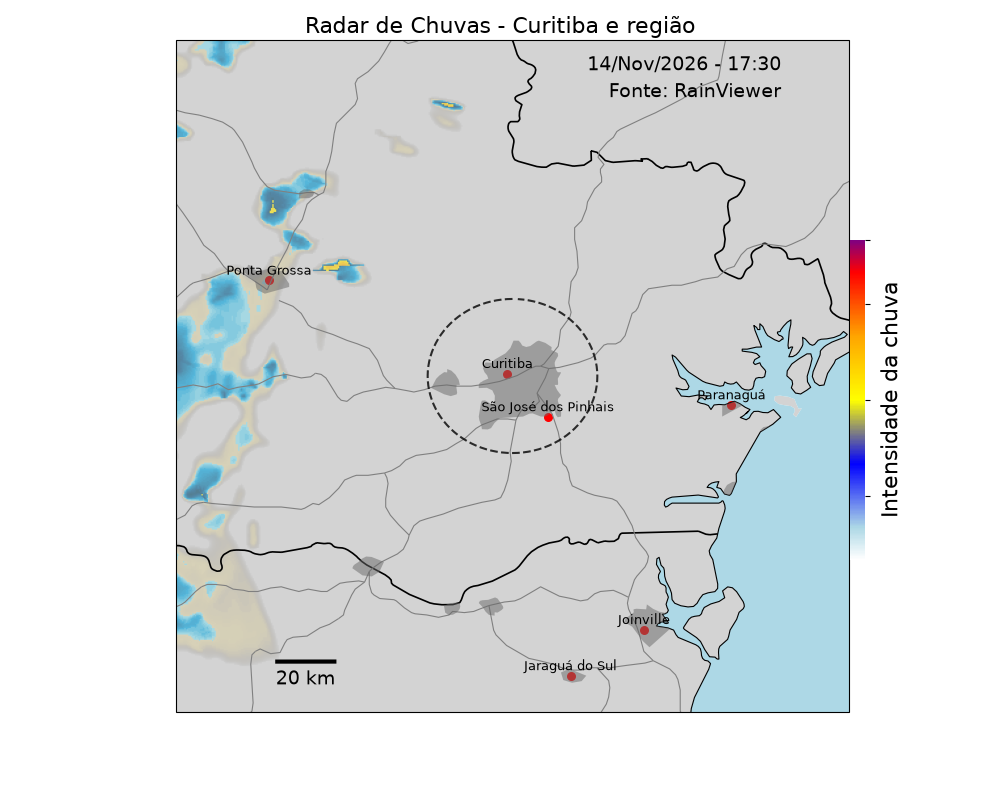 Radar de Chuvas - Curitiba e região
14/Nov/2026 - 17:30
Fonte: RainViewer
Ponta Grossa
Curitiba
São José dos Pinhais
Paranaguá
Intensidade da chuva
Joinville
Jaraguá do Sul
20 km